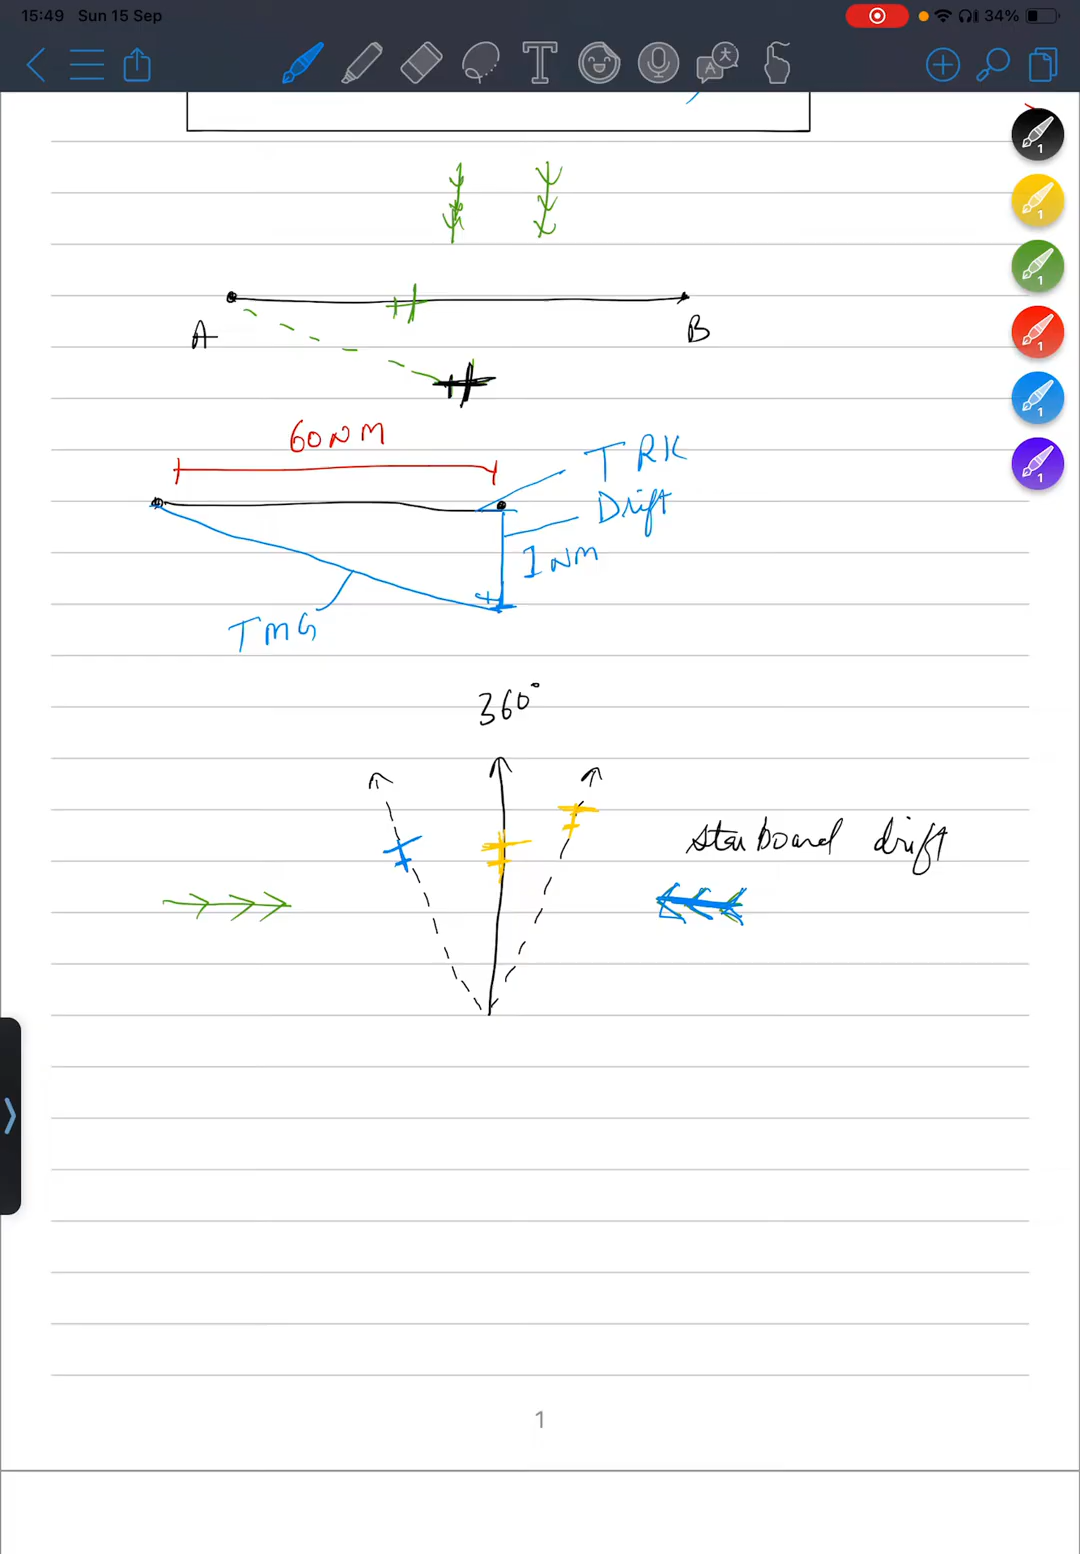 15:49 Sun 15 Sep 34%
A B
60NM
TRK
Drift
1NM
TMG
360°
starboard drift
1